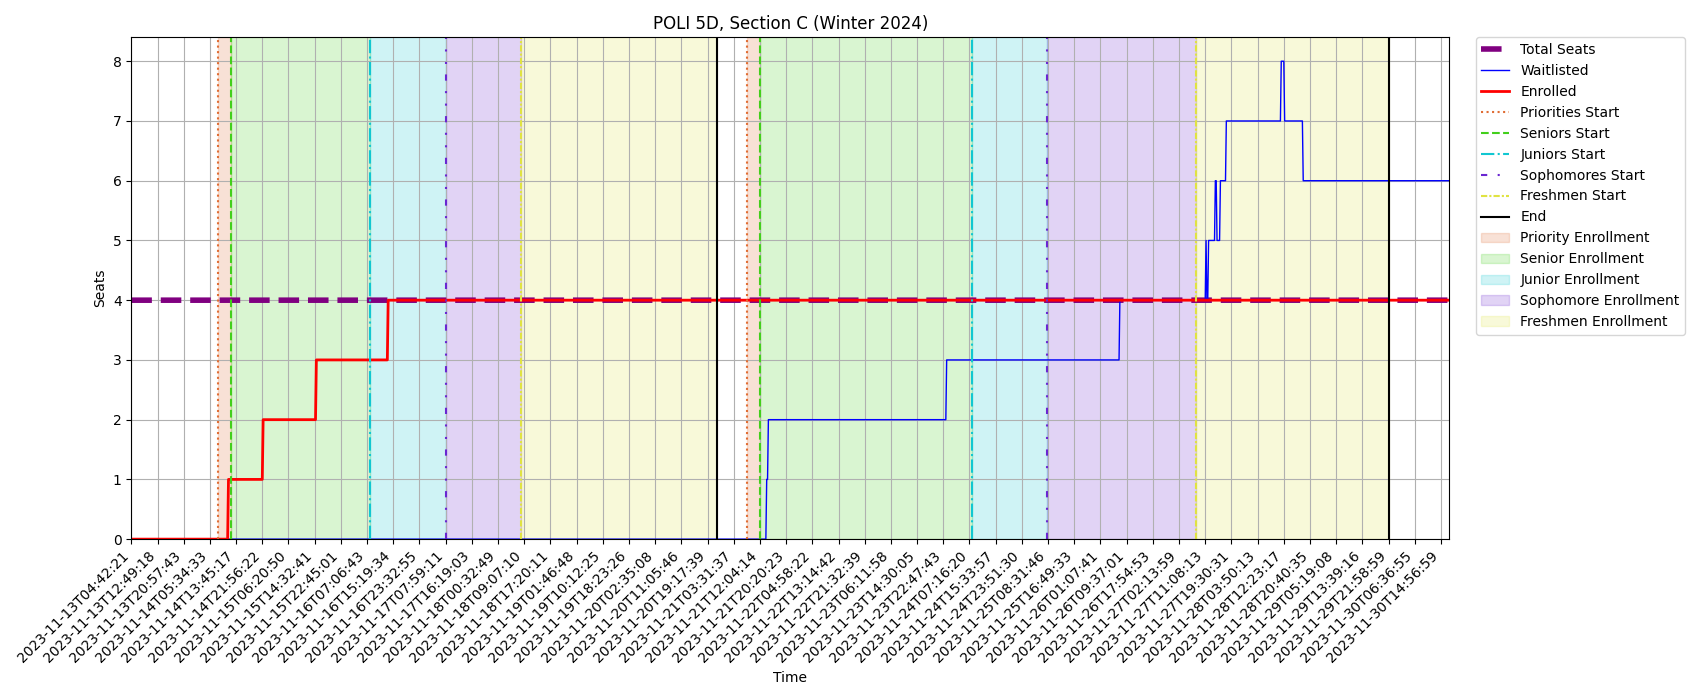 POLI 5D, Section C (Winter 2024)
Seats
8
7
6
5
4
3
2
1
0
2023-11-13T04:42:21
2023-11-13T12:49:18
2023-11-13T20:57:43
2023-11-14T05:34:33
2023-11-14T13:45:17
2023-11-14T21:56:22
2023-11-15T06:20:50
2023-11-15T14:32:41
2023-11-15T22:45:01
2023-11-16T07:06:43
2023-11-16T15:19:34
2023-11-16T23:32:55
2023-11-17T07:59:11
2023-11-17T16:19:03
2023-11-18T00:32:49
2023-11-18T09:07:10
2023-11-18T17:20:11
2023-11-19T01:46:48
2023-11-19T10:12:25
2023-11-19T18:23:26
2023-11-20T02:35:08
2023-11-20T11:05:46
2023-11-20T19:17:39
2023-11-21T03:31:37
2023-11-21T12:04:14
2023-11-21T20:20:23
2023-11-22T04:58:22
2023-11-22T13:14:42
2023-11-22T21:32:39
2023-11-23T06:11:58
2023-11-23T14:30:05
2023-11-23T22:47:43
2023-11-24T07:16:20
2023-11-24T15:33:57
2023-11-24T23:51:30
2023-11-25T08:31:46
2023-11-25T16:49:33
2023-11-26T01:07:41
2023-11-26T09:37:01
2023-11-26T17:54:53
2023-11-27T02:13:59
2023-11-27T11:08:13
2023-11-27T19:30:31
2023-11-28T03:50:13
2023-11-28T12:23:17
2023-11-28T20:40:35
2023-11-29T05:19:08
2023-11-29T13:39:16
2023-11-29T21:58:59
2023-11-30T06:36:55
2023-11-30T14:56:59
Time
Total Seats
Waitlisted
Enrolled
Priorities Start
Seniors Start
Juniors Start
Sophomores Start
Freshmen Start
End
Priority Enrollment
Senior Enrollment
Junior Enrollment
Sophomore Enrollment
Freshmen Enrollment